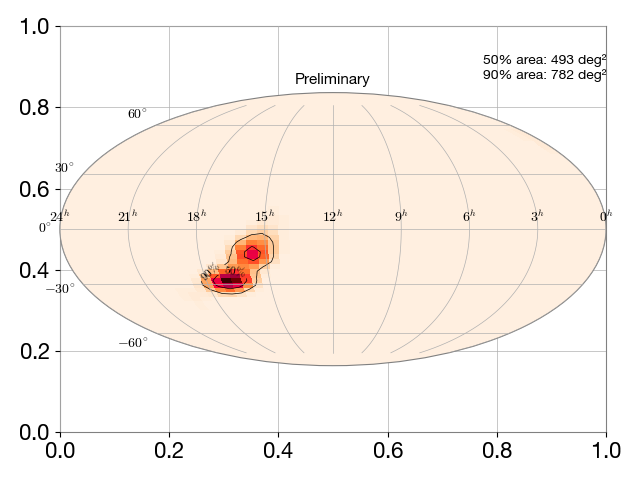 1.0
50% area: 493 deg²
90% area: 782 deg²
Preliminary
0.8
60°
30°
0.6
24ʰ 21ʰ 18ʰ 15ʰ 12ʰ 9ʰ 6ʰ 3ʰ 0ʰ
0°
0.4
90% 50%
−30°
0.2
−60°
0.0
0.0 0.2 0.4 0.6 0.8 1.0